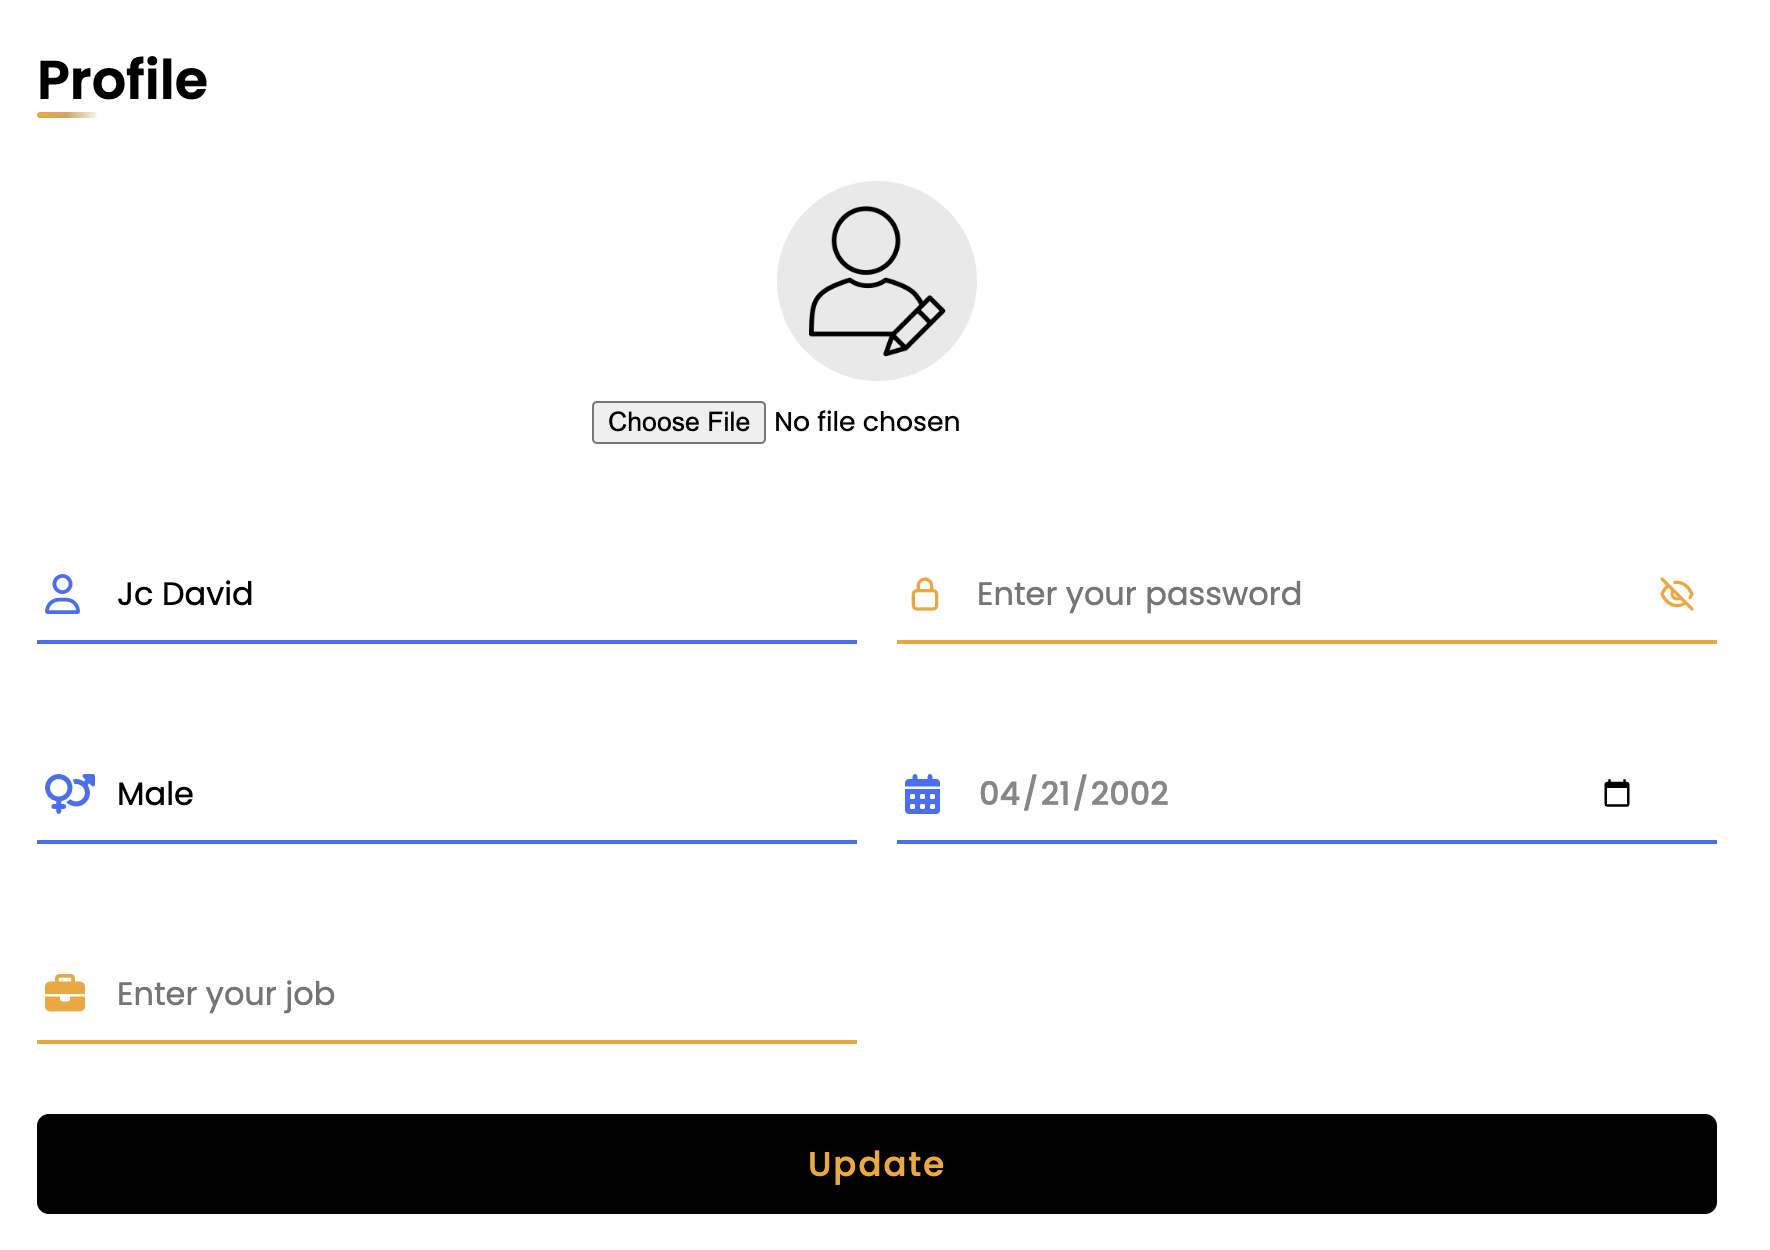 Profile
Choose File No file chosen
Jc David
Enter your password
Male
04/21/2002
Enter your job
Update